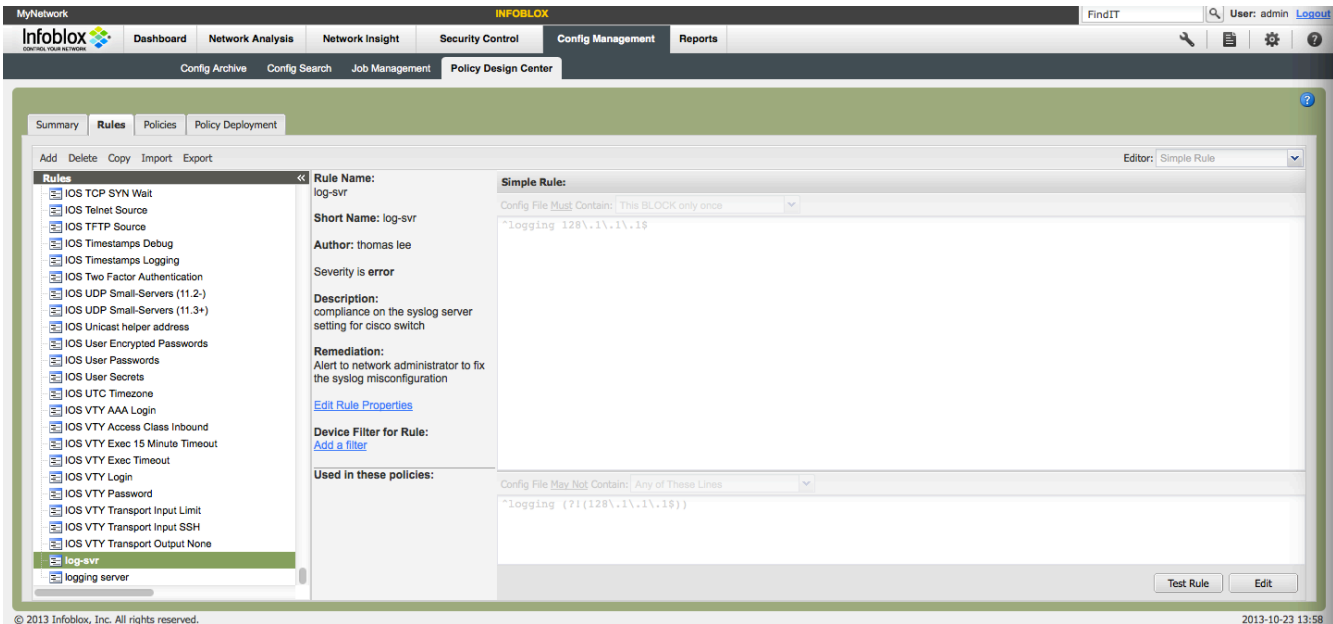 MyNetwork INFOBLOX FindIT User: admin Logout
Infoblox Dashboard Network Analysis Network Insight Security Control Config Management Reports
CONTROL YOUR NETWORK
Config Archive Config Search Job Management Policy Design Center
Summary Rules Policies Policy Deployment
Add Delete Copy Import Export Editor: Simple Rule
Rules
IOS TCP SYN Wait
IOS Telnet Source
IOS TFTP Source
IOS Timestamps Debug
IOS Timestamps Logging
IOS Two Factor Authentication
IOS UDP Small-Servers (11.2-)
IOS UDP Small-Servers (11.3+)
IOS Unicast helper address
IOS User Encrypted Passwords
IOS User Passwords
IOS User Secrets
IOS UTC Timezone
IOS VTY AAA Login
IOS VTY Access Class Inbound
IOS VTY Exec 15 Minute Timeout
IOS VTY Exec Timeout
IOS VTY Login
IOS VTY Password
IOS VTY Transport Input Limit
IOS VTY Transport Input SSH
IOS VTY Transport Output None
log-svr
logging server
Rule Name:
log-svr
Short Name: log-svr
Author: thomas lee
Severity is error
Description:
compliance on the syslog server
setting for cisco switch
Remediation:
Alert to network administrator to fix
the syslog misconfiguration
Edit Rule Properties
Device Filter for Rule:
Add a filter
Used in these policies:
Simple Rule:
Config File Must Contain: This BLOCK only once
^logging 128\.1\.1\.1$
Config File May Not Contain: Any of These Lines
^logging (?!(128\.1\.1\.1$))
Test Rule Edit
© 2013 Infoblox, Inc. All rights reserved. 2013-10-23 13:58